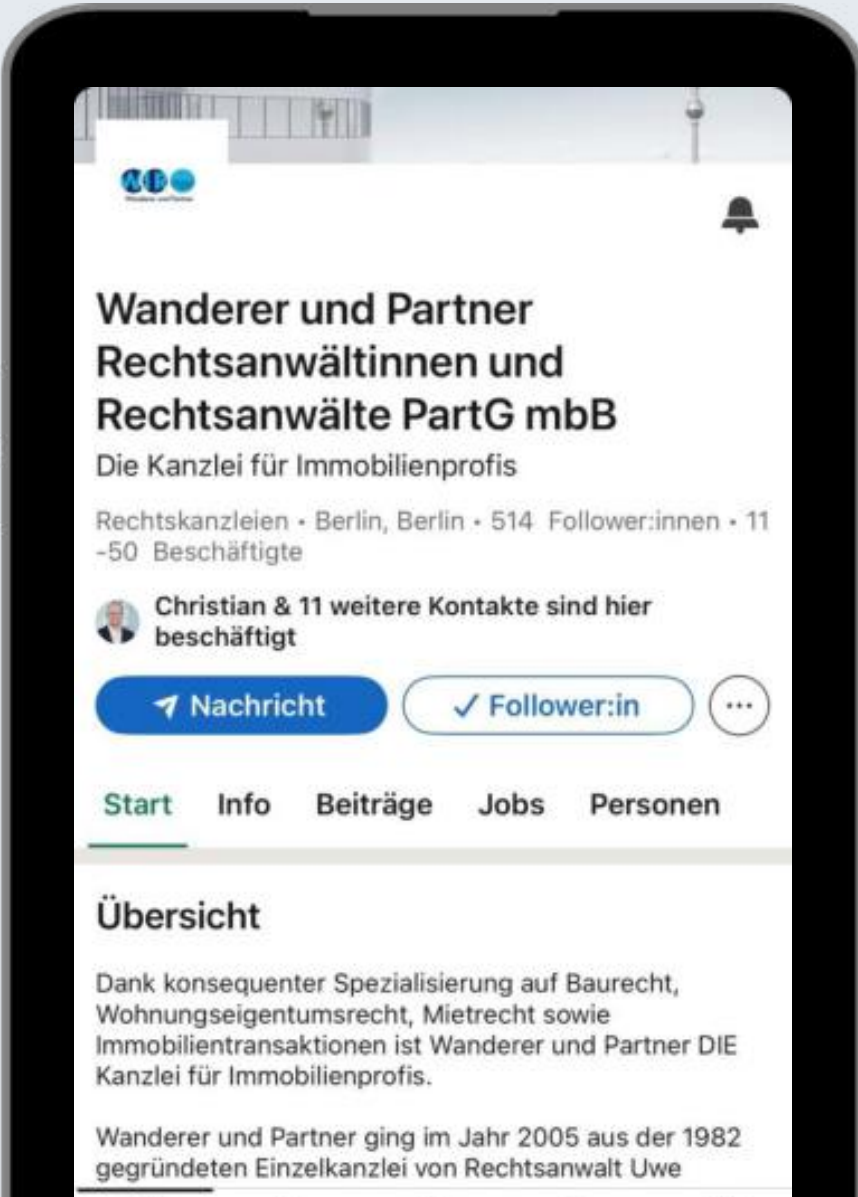 Wanderer und Partner
Rechtsanwältinnen und
Rechtsanwälte PartG mbB
Die Kanzlei für Immobilienprofis
Rechtskanzleien • Berlin, Berlin • 514 Follower:innen • 11
-50 Beschäftigte
Christian & 11 weitere Kontakte sind hier
beschäftigt
Nachricht
Follower:in
Start Info Beiträge Jobs Personen
Übersicht
Dank konsequenter Spezialisierung auf Baurecht,
Wohnungseigentumsrecht, Mietrecht sowie
Immobilientransaktionen ist Wanderer und Partner DIE
Kanzlei für Immobilienprofis.
Wanderer und Partner ging im Jahr 2005 aus der 1982
gegründeten Einzelkanzlei von Rechtsanwalt Uwe